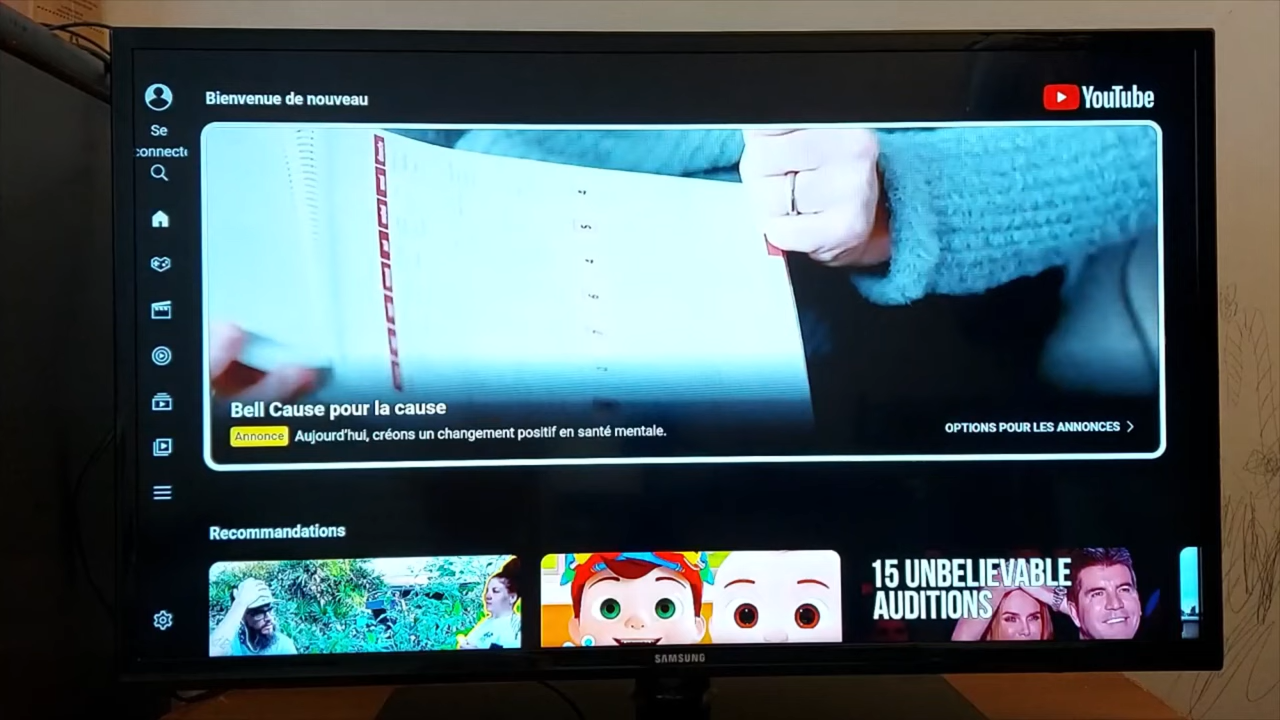 Bienvenue de nouveau
YouTube
Se
connecte
Bell Cause pour la cause
Annonce
Aujourd'hui, créons un changement positif en santé mentale.
OPTIONS POUR LES ANNONCES
Recommandations
15 UNBELIEVABLE
AUDITIONS
SAMSUNG